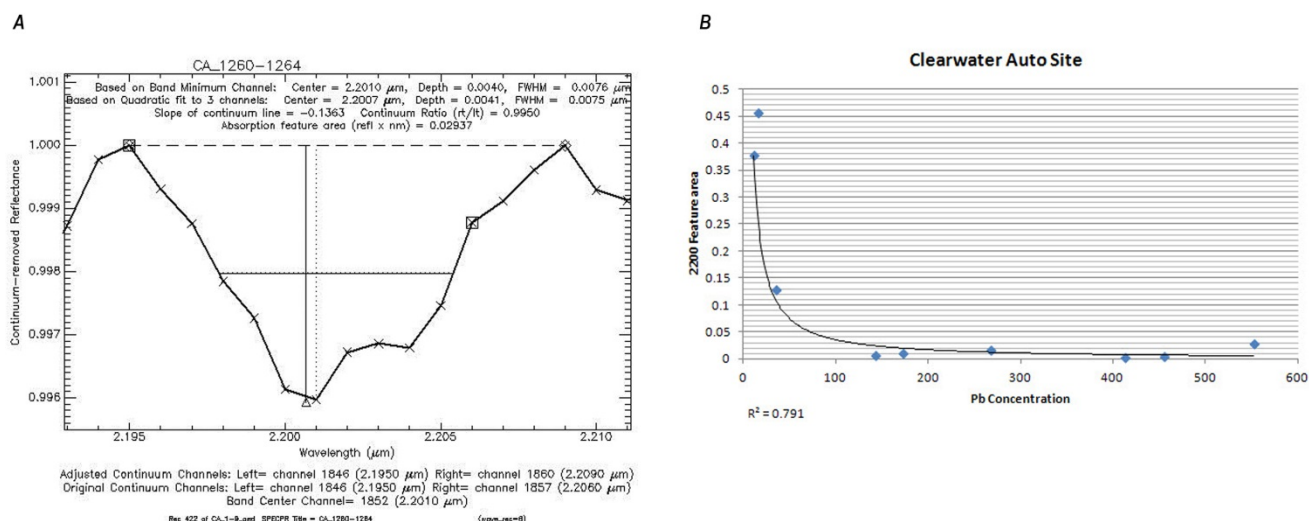 A
CA_1260-1264
Based on Band Minimum Channel: Center = 2.2010 μm, Depth = 0.0040, FWHM = 0.0076 μm
Based on Quadratic fit to 3 channels: Center = 2.2007 μm, Depth = 0.0041, FWHM = 0.0075 μm
Slope of continuum line = -0.1363 Continuum Ratio (rt/lt) = 0.9950
Absorption feature area (refl x nm) = 0.02937
1.001
1.000
0.999
0.998
0.997
0.996
Continuum-removed Reflectance
2.195
2.200
2.205
2.210
Wavelength (μm)
Adjusted Continuum Channels: Left= channel 1846 (2.1950 μm) Right= channel 1860 (2.2090 μm)
Original Continuum Channels: Left= channel 1846 (2.1950 μm) Right= channel 1857 (2.2060 μm)
Band Center Channel= 1852 (2.2010 μm)
Rec 422 of CA_1-9_and SPECPR Title = CA_1260-1264
B
Clearwater Auto Site
0.5
0.45
0.4
0.35
0.3
0.25
0.2
0.15
0.1
0.05
0
2200 Feature area
0
100
200
300
400
500
600
Pb Concentration
R² = 0.791